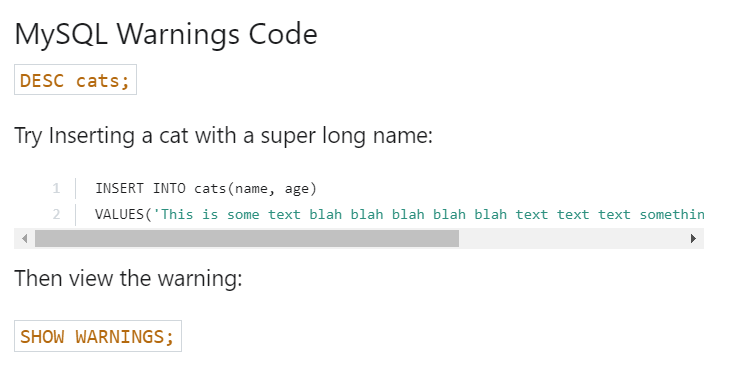 MySQL Warnings Code
DESC cats;
Try Inserting a cat with a super long name:
1 INSERT INTO cats(name, age)
2 VALUES('This is some text blah blah blah blah blah text text text somethin
Then view the warning:
SHOW WARNINGS;